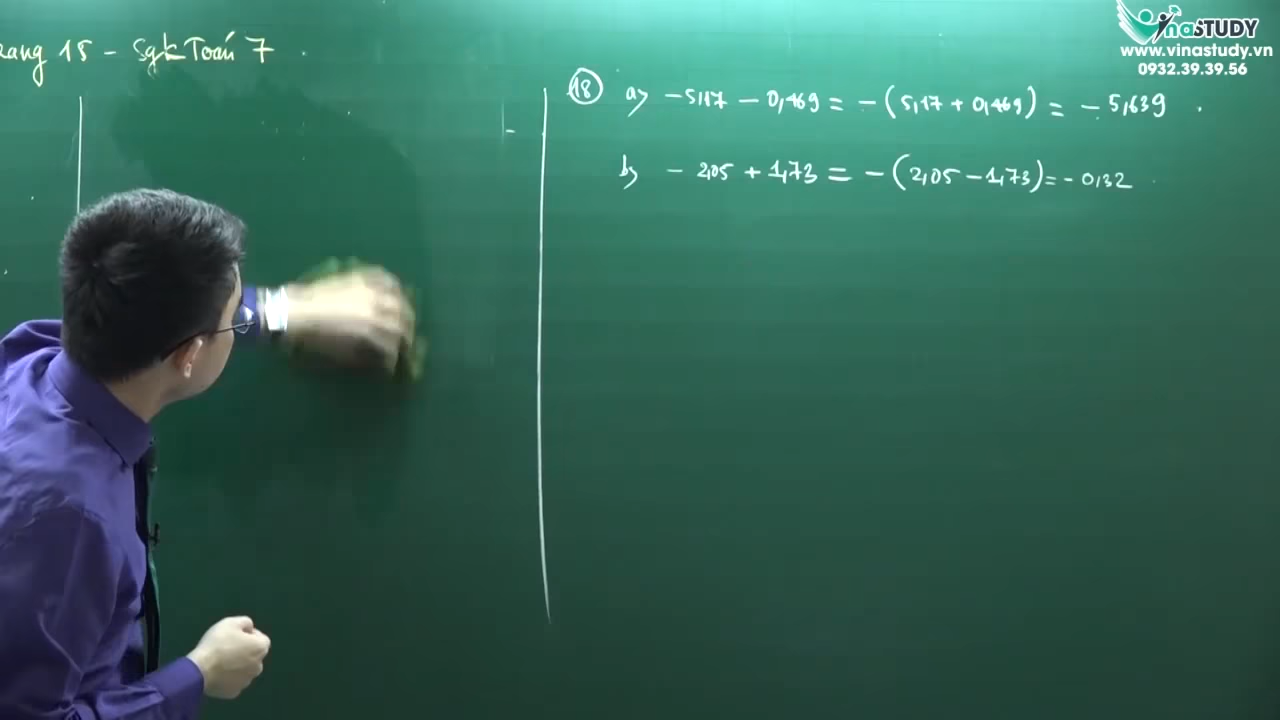 rang 15 - Sgk Toán 7
VinaSTUDY
www.vinastudy.vn
0932.39.39.56
18 a) -5,17 - 0,469 = -(5,17 + 0,469) = -5,639
b) -2,05 + 1,73 = -(2,05 - 1,73) = -0,32